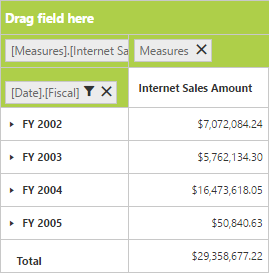 Drag field here
[Measures].[Internet Sa
Measures
[Date].[Fiscal]
Internet Sales Amount
FY 2002 $7,072,084.24
FY 2003 $5,762,134.30
FY 2004 $16,473,618.05
FY 2005 $50,840.63
Total $29,358,677.22